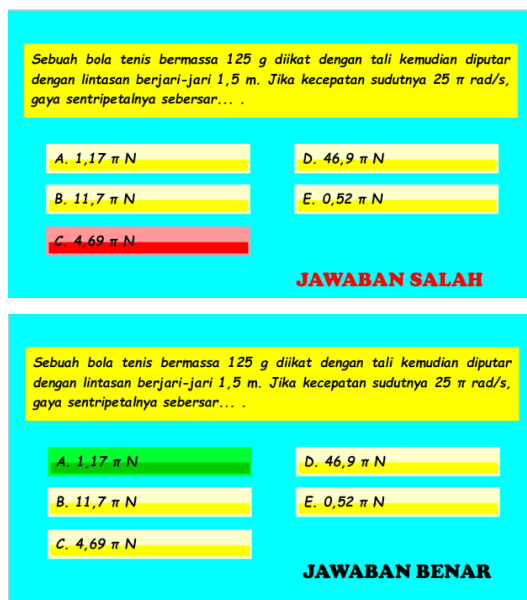 Sebuah bola tenis bermassa 125 g diikat dengan tali kemudian diputar
dengan lintasan berjari-jari 1,5 m. Jika kecepatan sudutnya 25 π rad/s,
gaya sentripetalnya sebersar... .
A. 1,17 π N
D. 46,9 π N
B. 11,7 π N
E. 0,52 π N
C. 4,69 π N
JAWABAN SALAH
Sebuah bola tenis bermassa 125 g diikat dengan tali kemudian diputar
dengan lintasan berjari-jari 1,5 m. Jika kecepatan sudutnya 25 π rad/s,
gaya sentripetalnya sebersar... .
A. 1,17 π N
D. 46,9 π N
B. 11,7 π N
E. 0,52 π N
C. 4,69 π N
JAWABAN BENAR